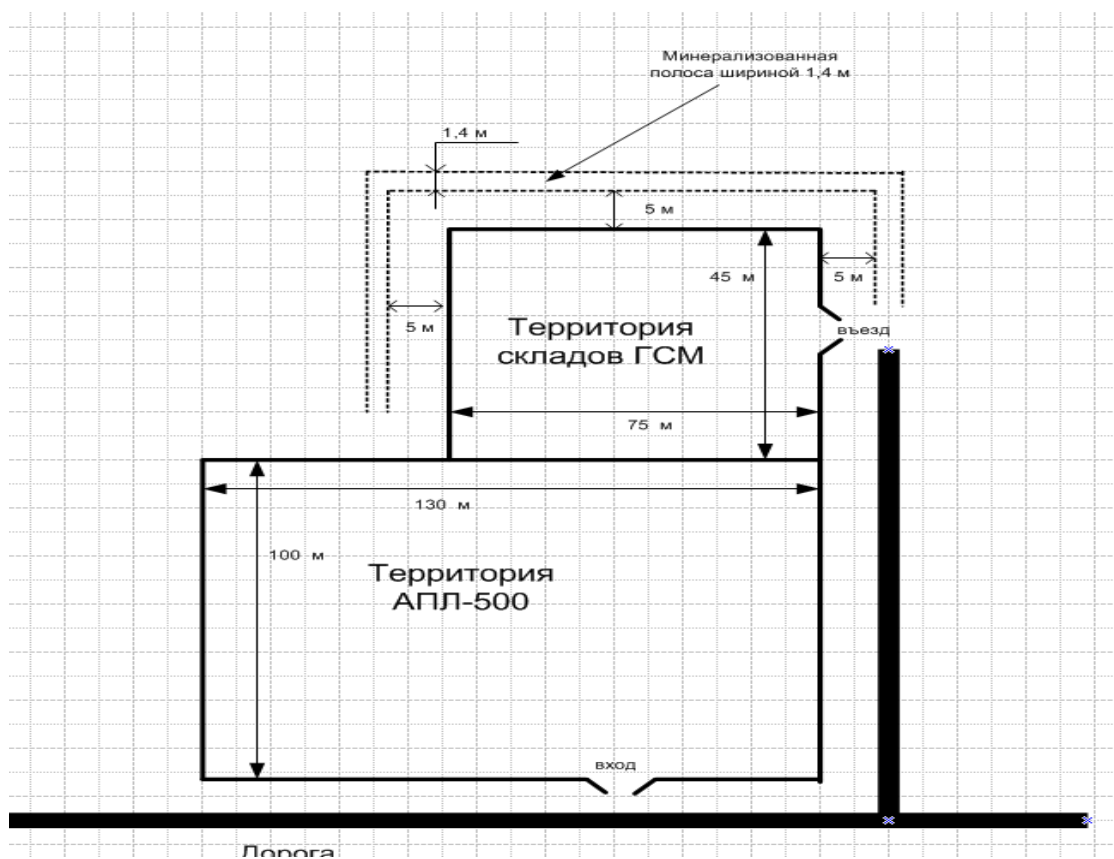 Минерализованная
полоса шириной 1,4 м
1,4 м
5 м
45 м
5 м
5 м
Территория
складов ГСМ
въезд
75 м
130 м
100 м
Территория
АПЛ-500
вход
Дорога